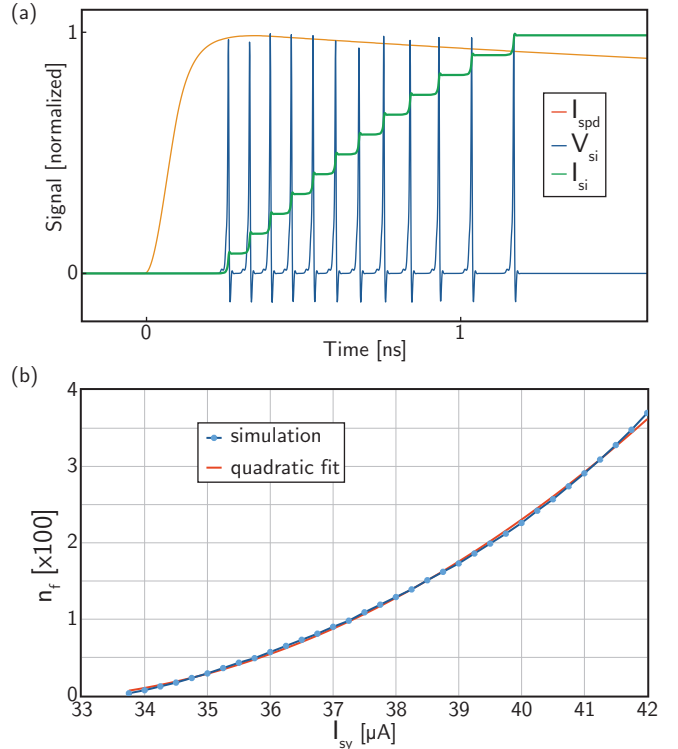 (a)
1
Signal [normalized]
I_spd
V_si
I_si
0
0
1
Time [ns]
(b)
4
simulation
quadratic fit
3
n_f [x100]
2
1
0
33 34 35 36 37 38 39 40 41 42
I_sy [μA]